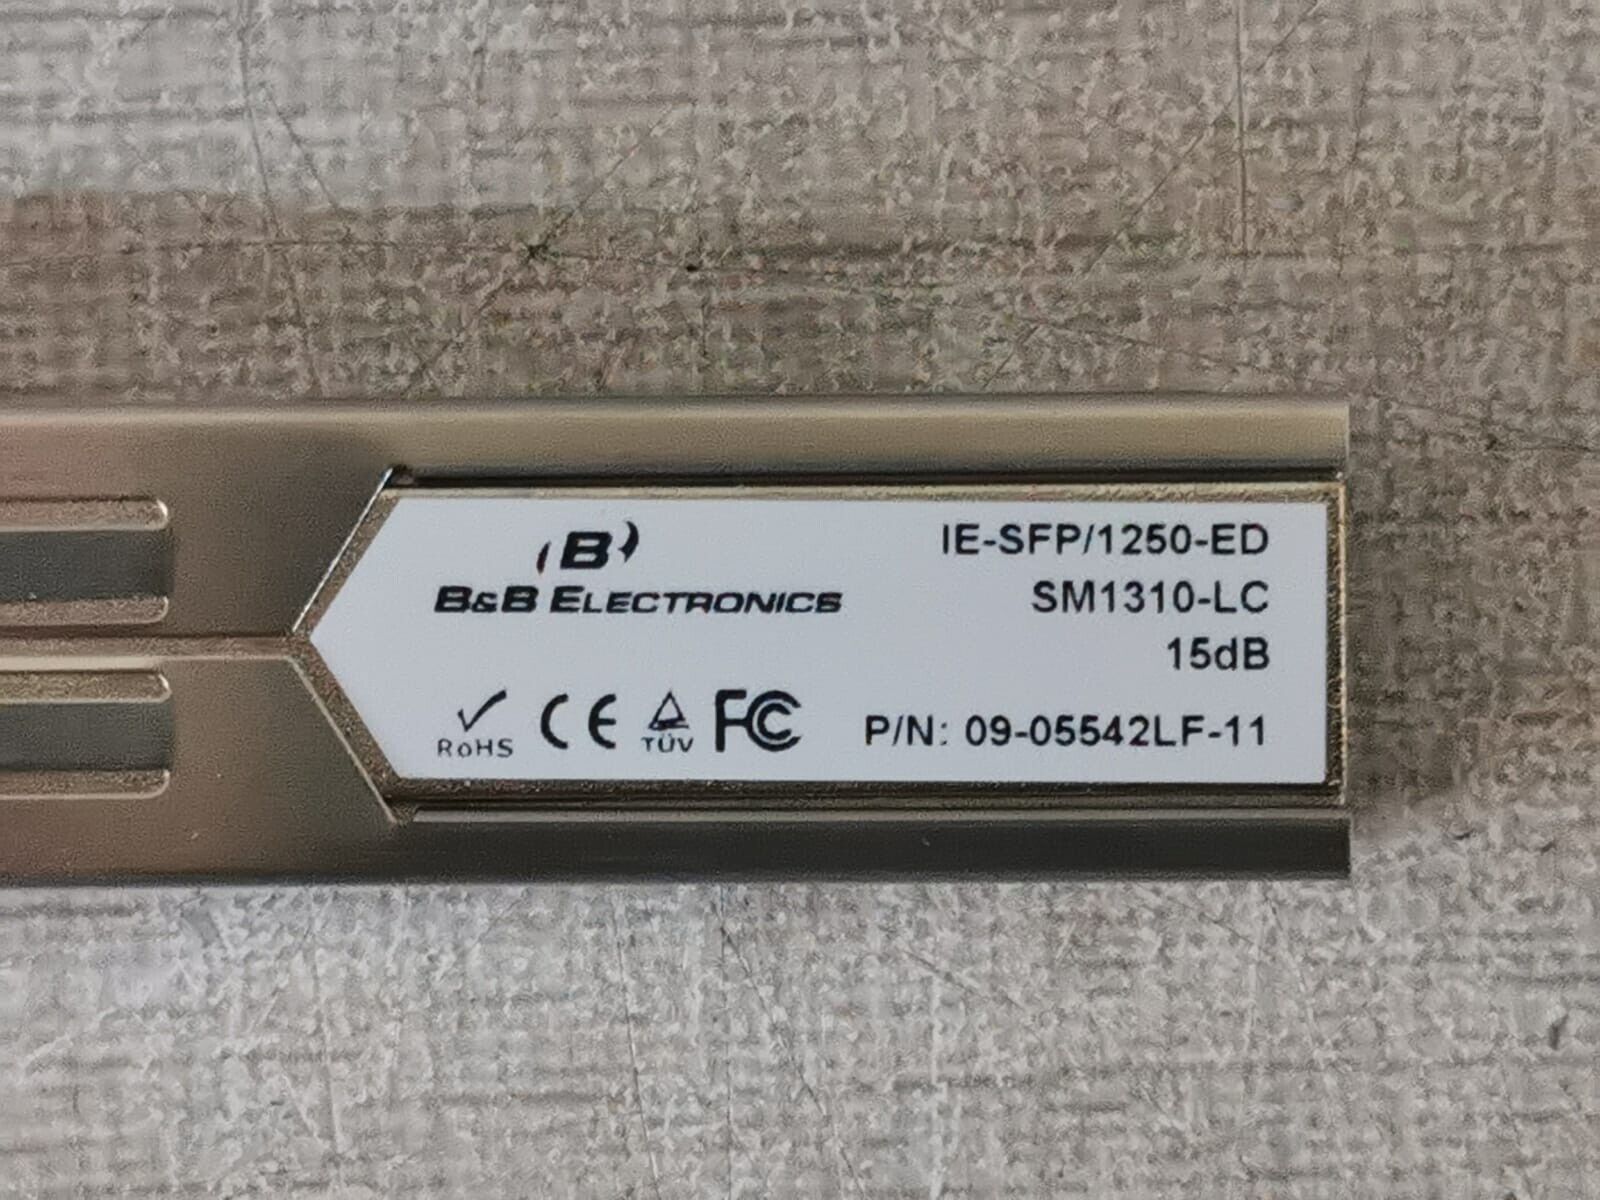 B
B&B ELECTRONICS
IE-SFP/1250-ED
SM1310-LC
15dB
RoHS CE TÜV FC
P/N: 09-05542LF-11